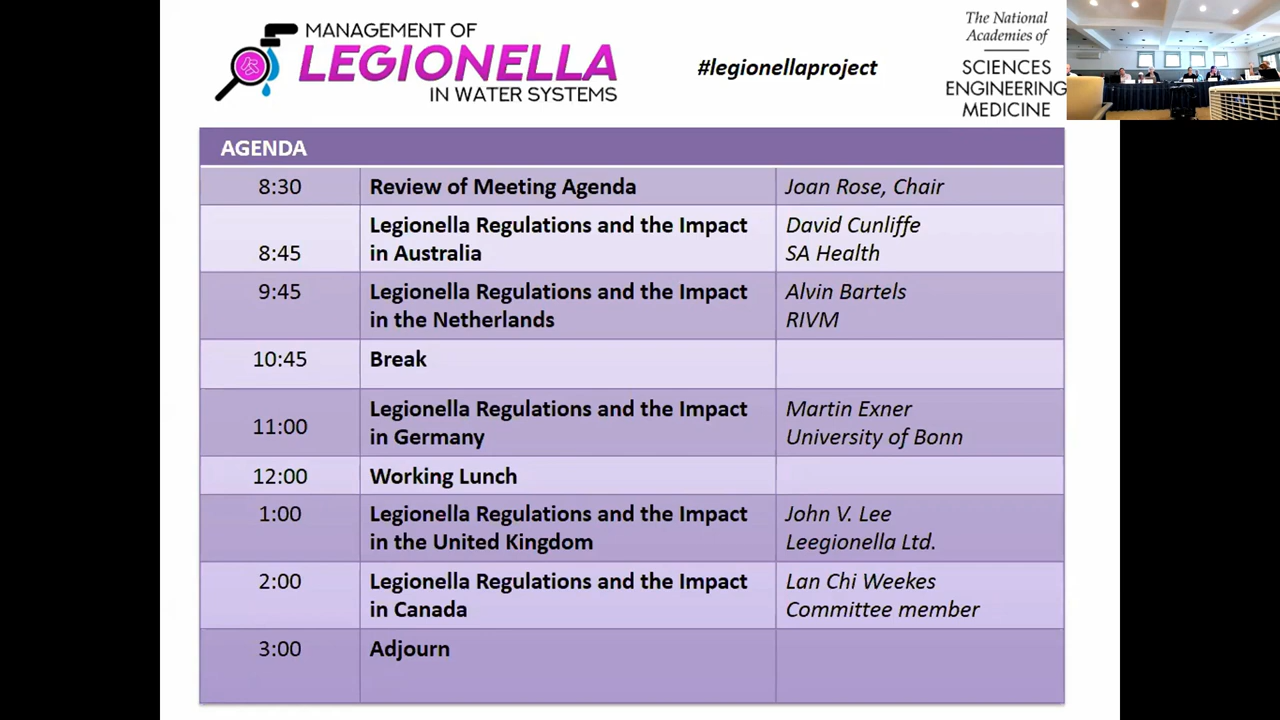 MANAGEMENT OF
LEGIONELLA
IN WATER SYSTEMS
#legionellaproject
The National
Academies of
SCIENCES
ENGINEERING
MEDICINE
AGENDA
8:30 Review of Meeting Agenda Joan Rose, Chair
Legionella Regulations and the Impact David Cunliffe
8:45 in Australia SA Health
9:45 Legionella Regulations and the Impact Alvin Bartels
in the Netherlands RIVM
10:45 Break
Legionella Regulations and the Impact Martin Exner
11:00 in Germany University of Bonn
12:00 Working Lunch
1:00 Legionella Regulations and the Impact John V. Lee
in the United Kingdom Leegionella Ltd.
2:00 Legionella Regulations and the Impact Lan Chi Weekes
in Canada Committee member
3:00 Adjourn